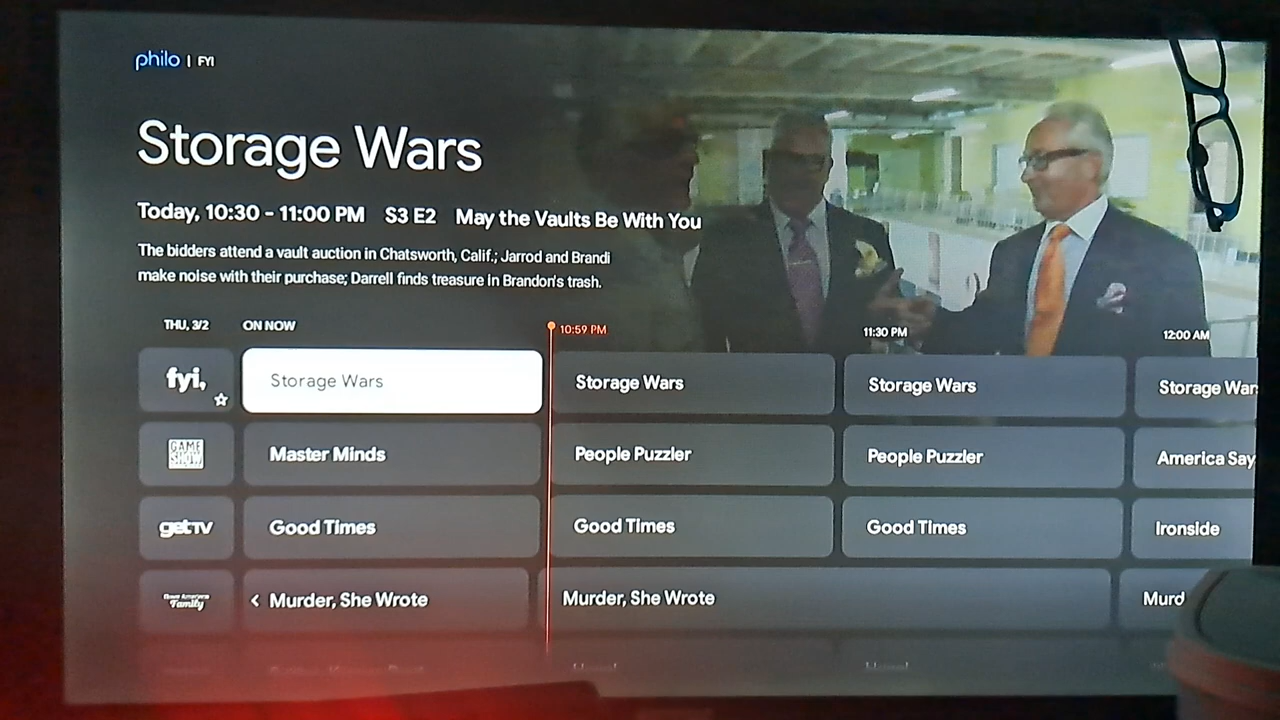 philo | FYI
Storage Wars
Today, 10:30 - 11:00 PM S3 E2 May the Vaults Be With You
The bidders attend a vault auction in Chatsworth, Calif.; Jarrod and Brandi
make noise with their purchase; Darrell finds treasure in Brandon's trash.
THU, 3/2 ON NOW 10:59 PM 11:30 PM 12:00 AM
fyi, Storage Wars Storage Wars Storage Wars Storage War
GAME SHOW Master Minds People Puzzler People Puzzler America Say
getTV Good Times Good Times Good Times Ironside
Family < Murder, She Wrote Murder, She Wrote Murd